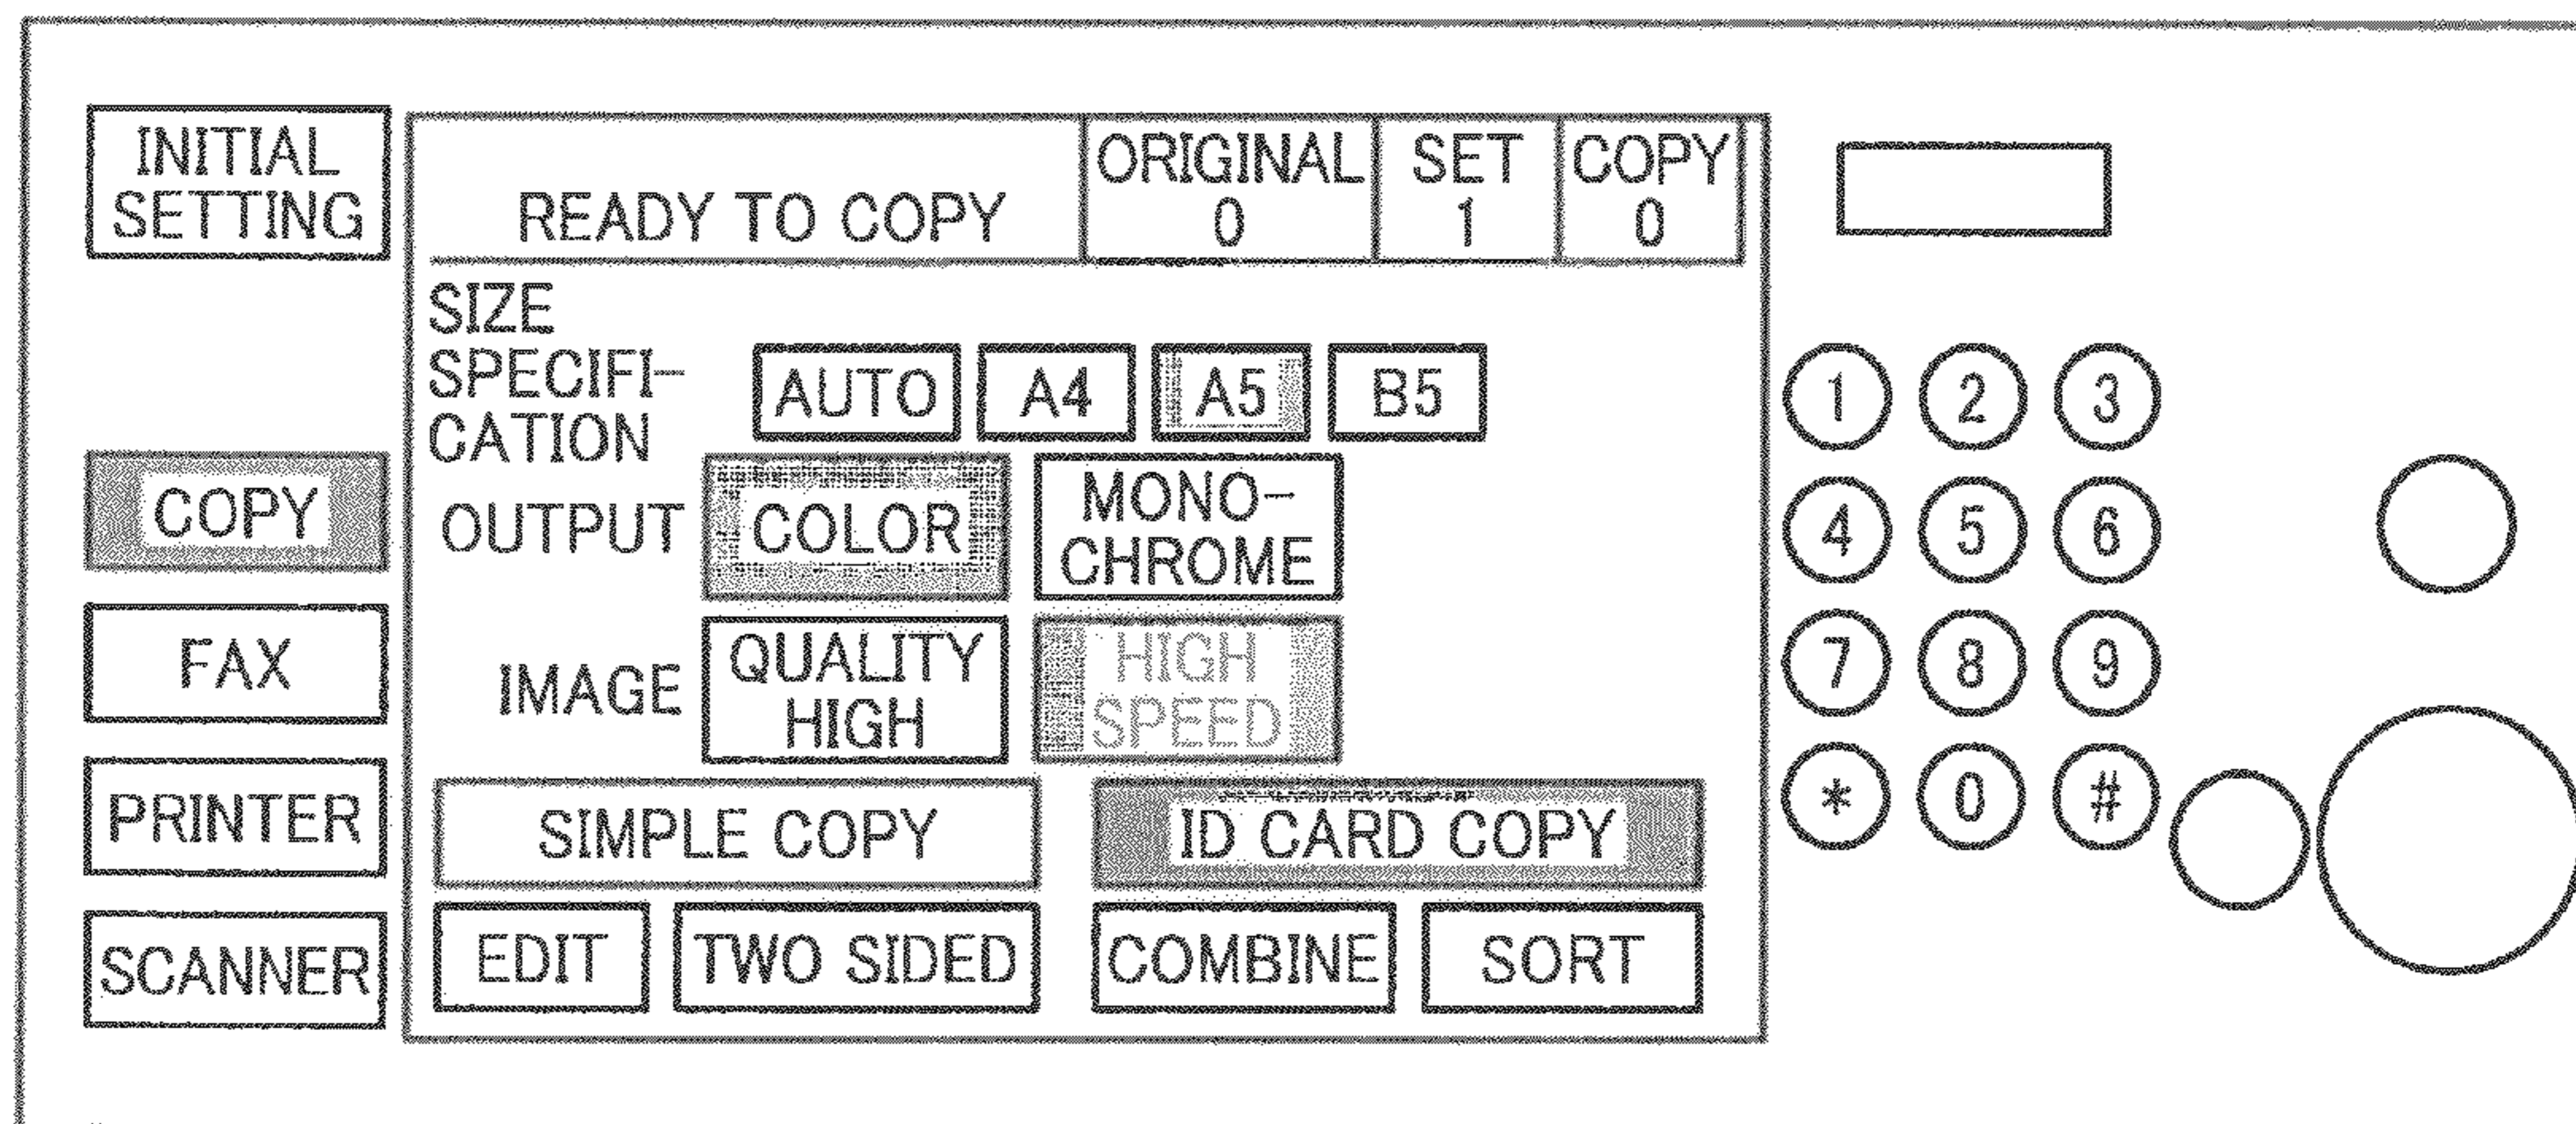 INITIAL
SETTING
COPY
FAX
PRINTER
SCANNER
READY TO COPY
ORIGINAL
0
SET
1
COPY
0
SIZE
SPECIFI-
CATION
AUTO A4 A5 B5
OUTPUT
COLOR
MONO-
CHROME
IMAGE
QUALITY
HIGH
HIGH
SPEED
SIMPLE COPY
ID CARD COPY
EDIT TWO SIDED COMBINE SORT
1 2 3
4 5 6
7 8 9
* 0 #